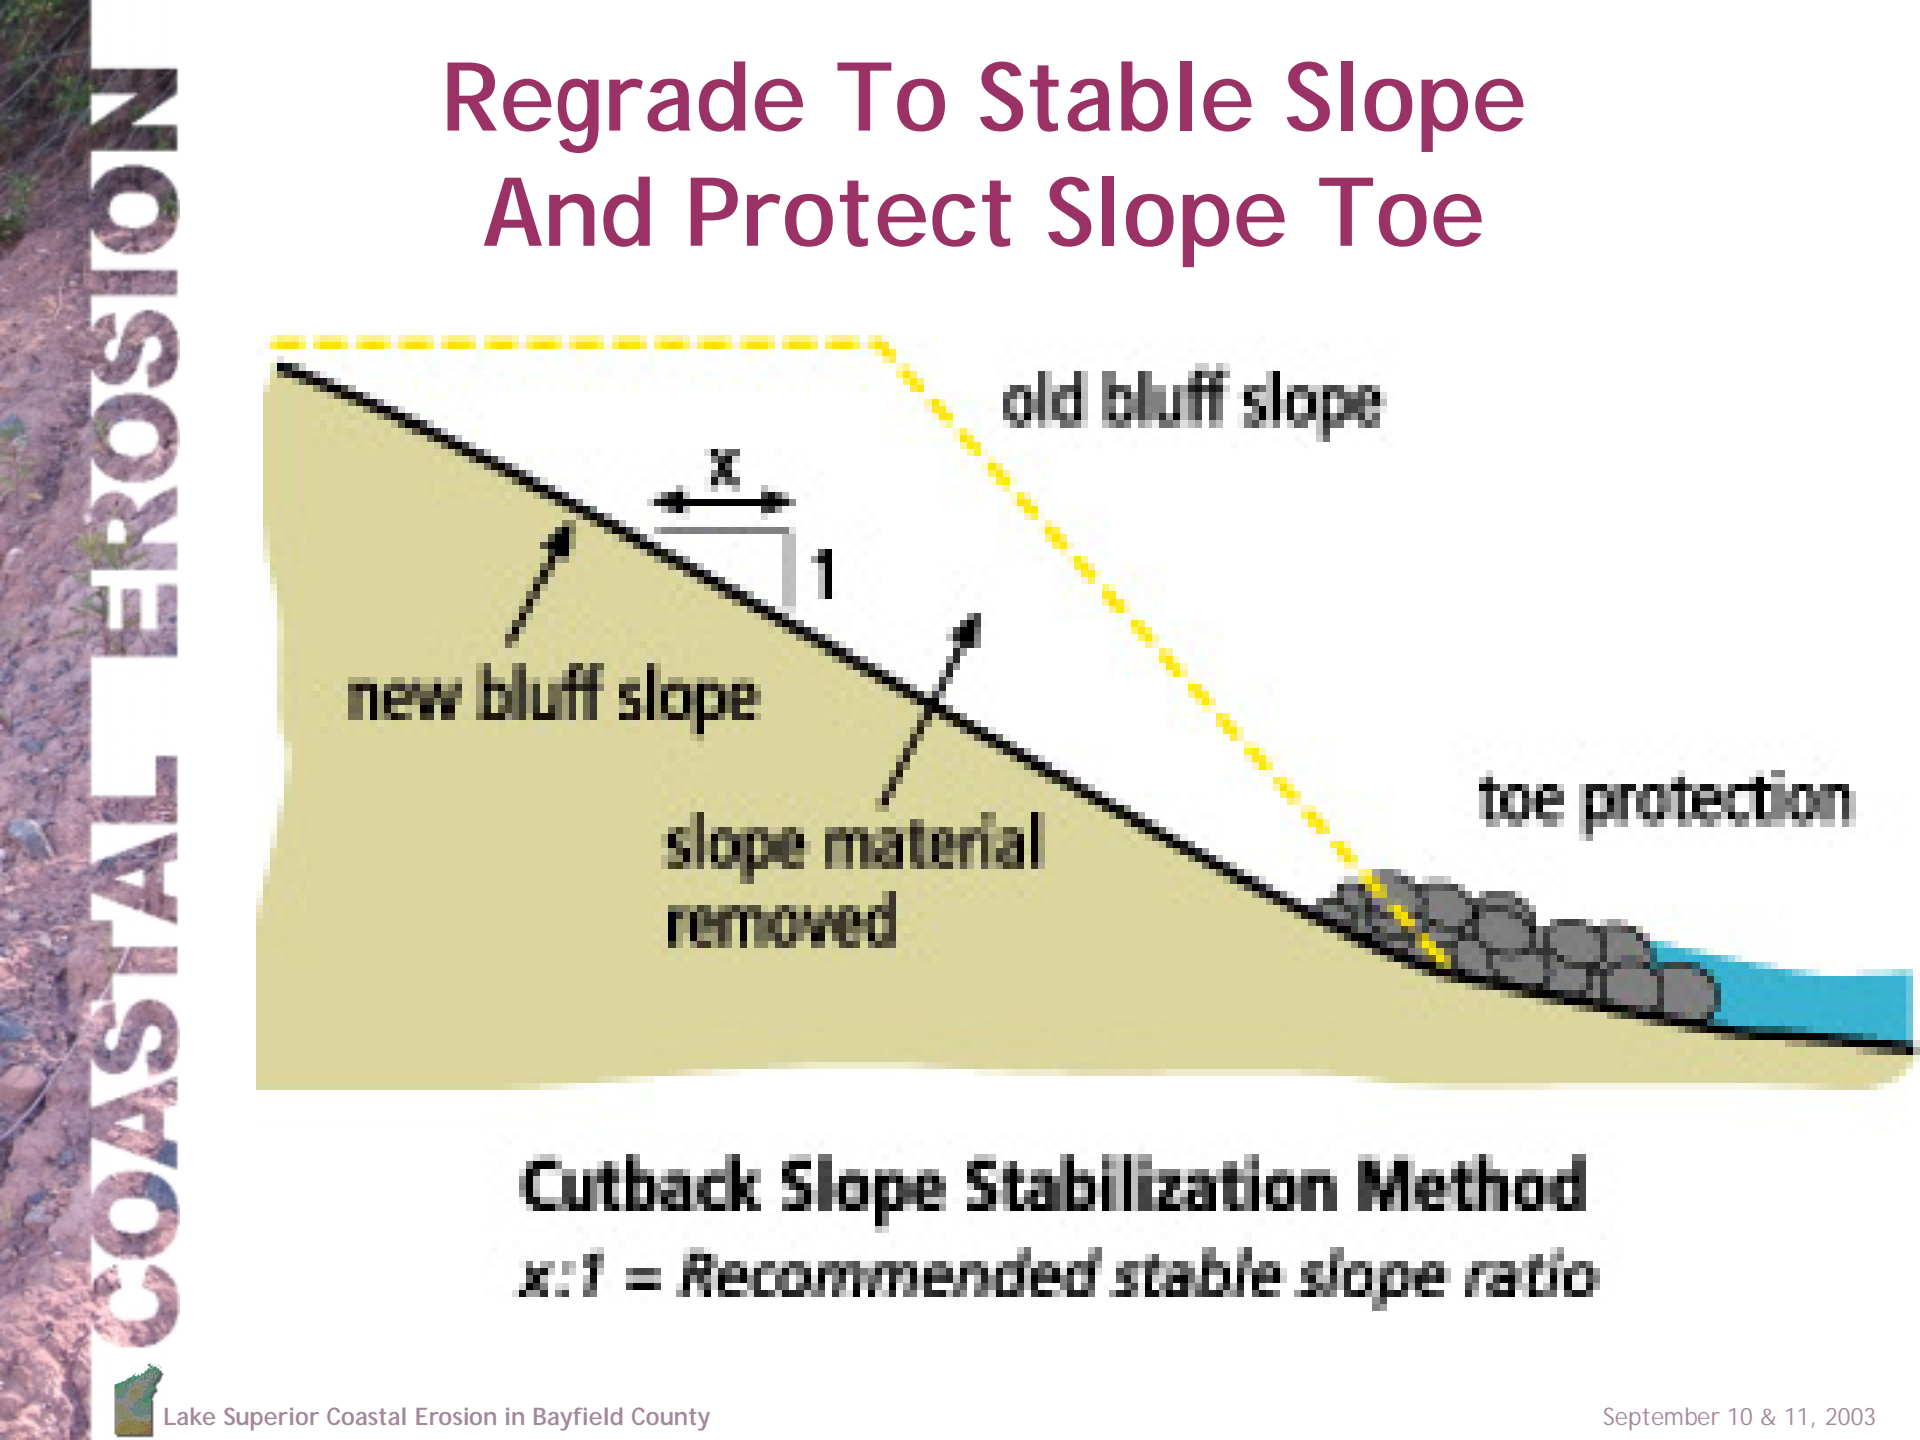 COASTAL EROSION
Regrade To Stable Slope
And Protect Slope Toe
old bluff slope
x
1
new bluff slope
toe protection
slope material
removed
Cutback Slope Stabilization Method
x:1 = Recommended stable slope ratio
Lake Superior Coastal Erosion in Bayfield County
September 10 & 11, 2003